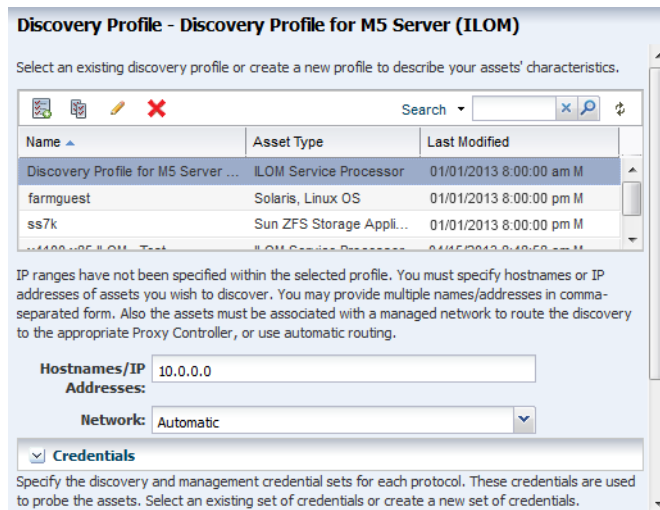 Discovery Profile - Discovery Profile for M5 Server (ILOM)
Select an existing discovery profile or create a new profile to describe your assets' characteristics.
Search
Name Asset Type Last Modified
Discovery Profile for M5 Server ... ILOM Service Processor 01/01/2013 8:00:00 am M
farmguest Solaris, Linux OS 01/01/2013 8:00:00 pm M
ss7k Sun ZFS Storage Appli... 01/01/2013 8:00:00 pm M
ILOM Service Processor
IP ranges have not been specified within the selected profile. You must specify hostnames or IP
addresses of assets you wish to discover. You may provide multiple names/addresses in comma-
separated form. Also the assets must be associated with a managed network to route the discovery
to the appropriate Proxy Controller, or use automatic routing.
Hostnames/IP
Addresses: 10.0.0.0
Network: Automatic
Credentials
Specify the discovery and management credential sets for each protocol. These credentials are used
to probe the assets. Select an existing set of credentials or create a new set of credentials.